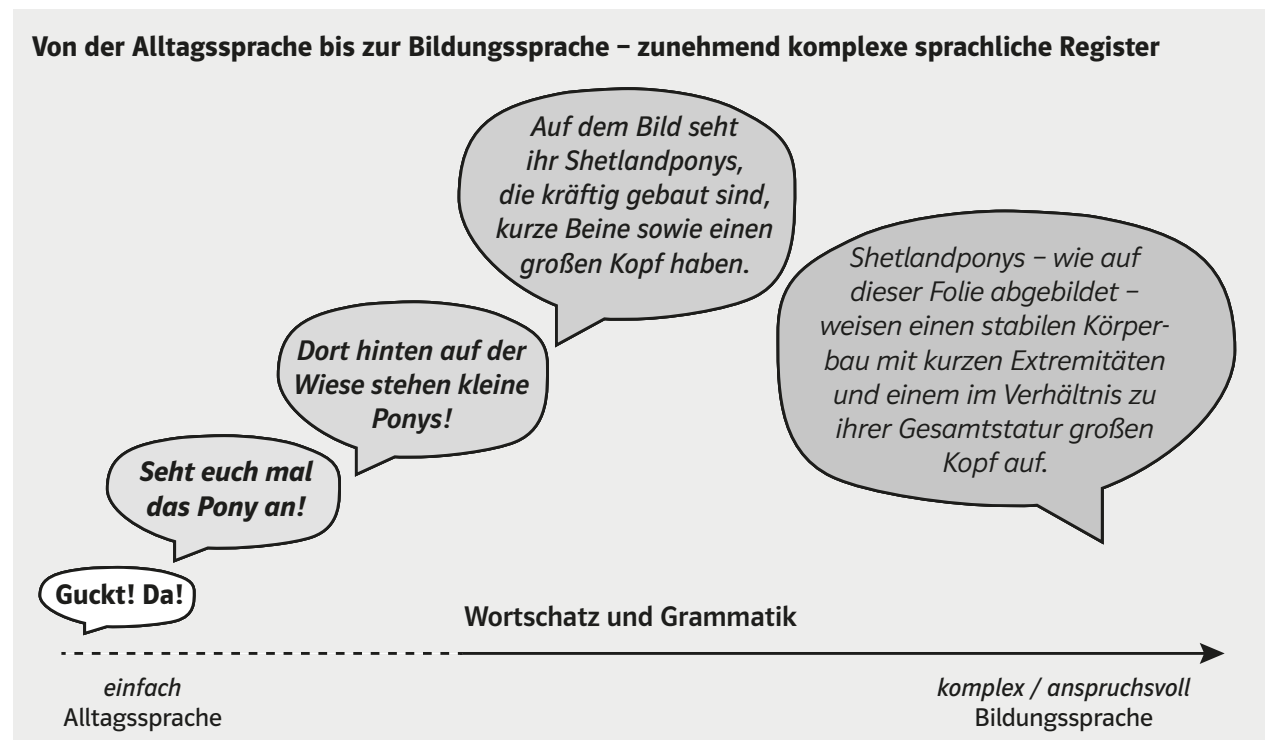 Von der Alltagssprache bis zur Bildungssprache – zunehmend komplexe sprachliche Register
Guckt! Da!
Seht euch mal
das Pony an!
Dort hinten auf der
Wiese stehen kleine
Ponys!
Auf dem Bild seht
ihr Shetlandponys,
die kräftig gebaut sind,
kurze Beine sowie einen
großen Kopf haben.
Shetlandponys – wie auf
dieser Folie abgebildet –
weisen einen stabilen Körper-
bau mit kurzen Extremitäten
und einem im Verhältnis zu
ihrer Gesamtstatur großen
Kopf auf.
Wortschatz und Grammatik
einfach
Alltagssprache
komplex / anspruchsvoll
Bildungssprache